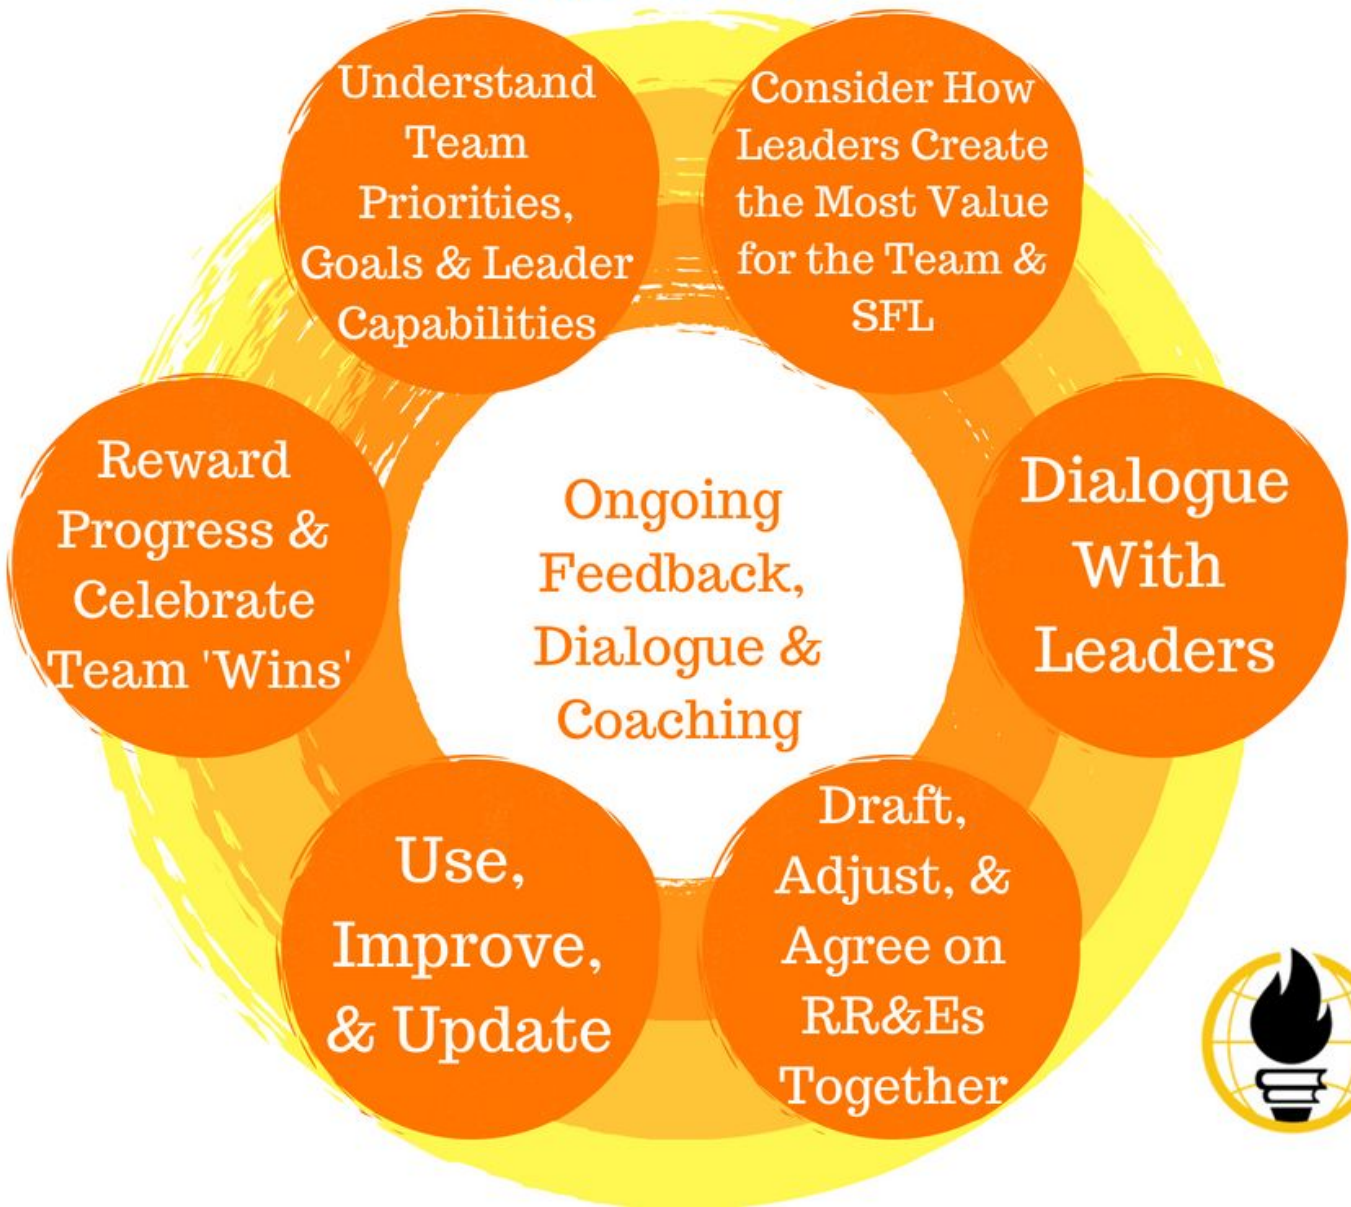 Understand
Team
Priorities,
Goals & Leader
Capabilities
Consider How
Leaders Create
the Most Value
for the Team &
SFL
Dialogue
With
Leaders
Draft,
Adjust, &
Agree on
RR&Es
Together
Use,
Improve,
& Update
Reward
Progress &
Celebrate
Team 'Wins'
Ongoing
Feedback,
Dialogue &
Coaching